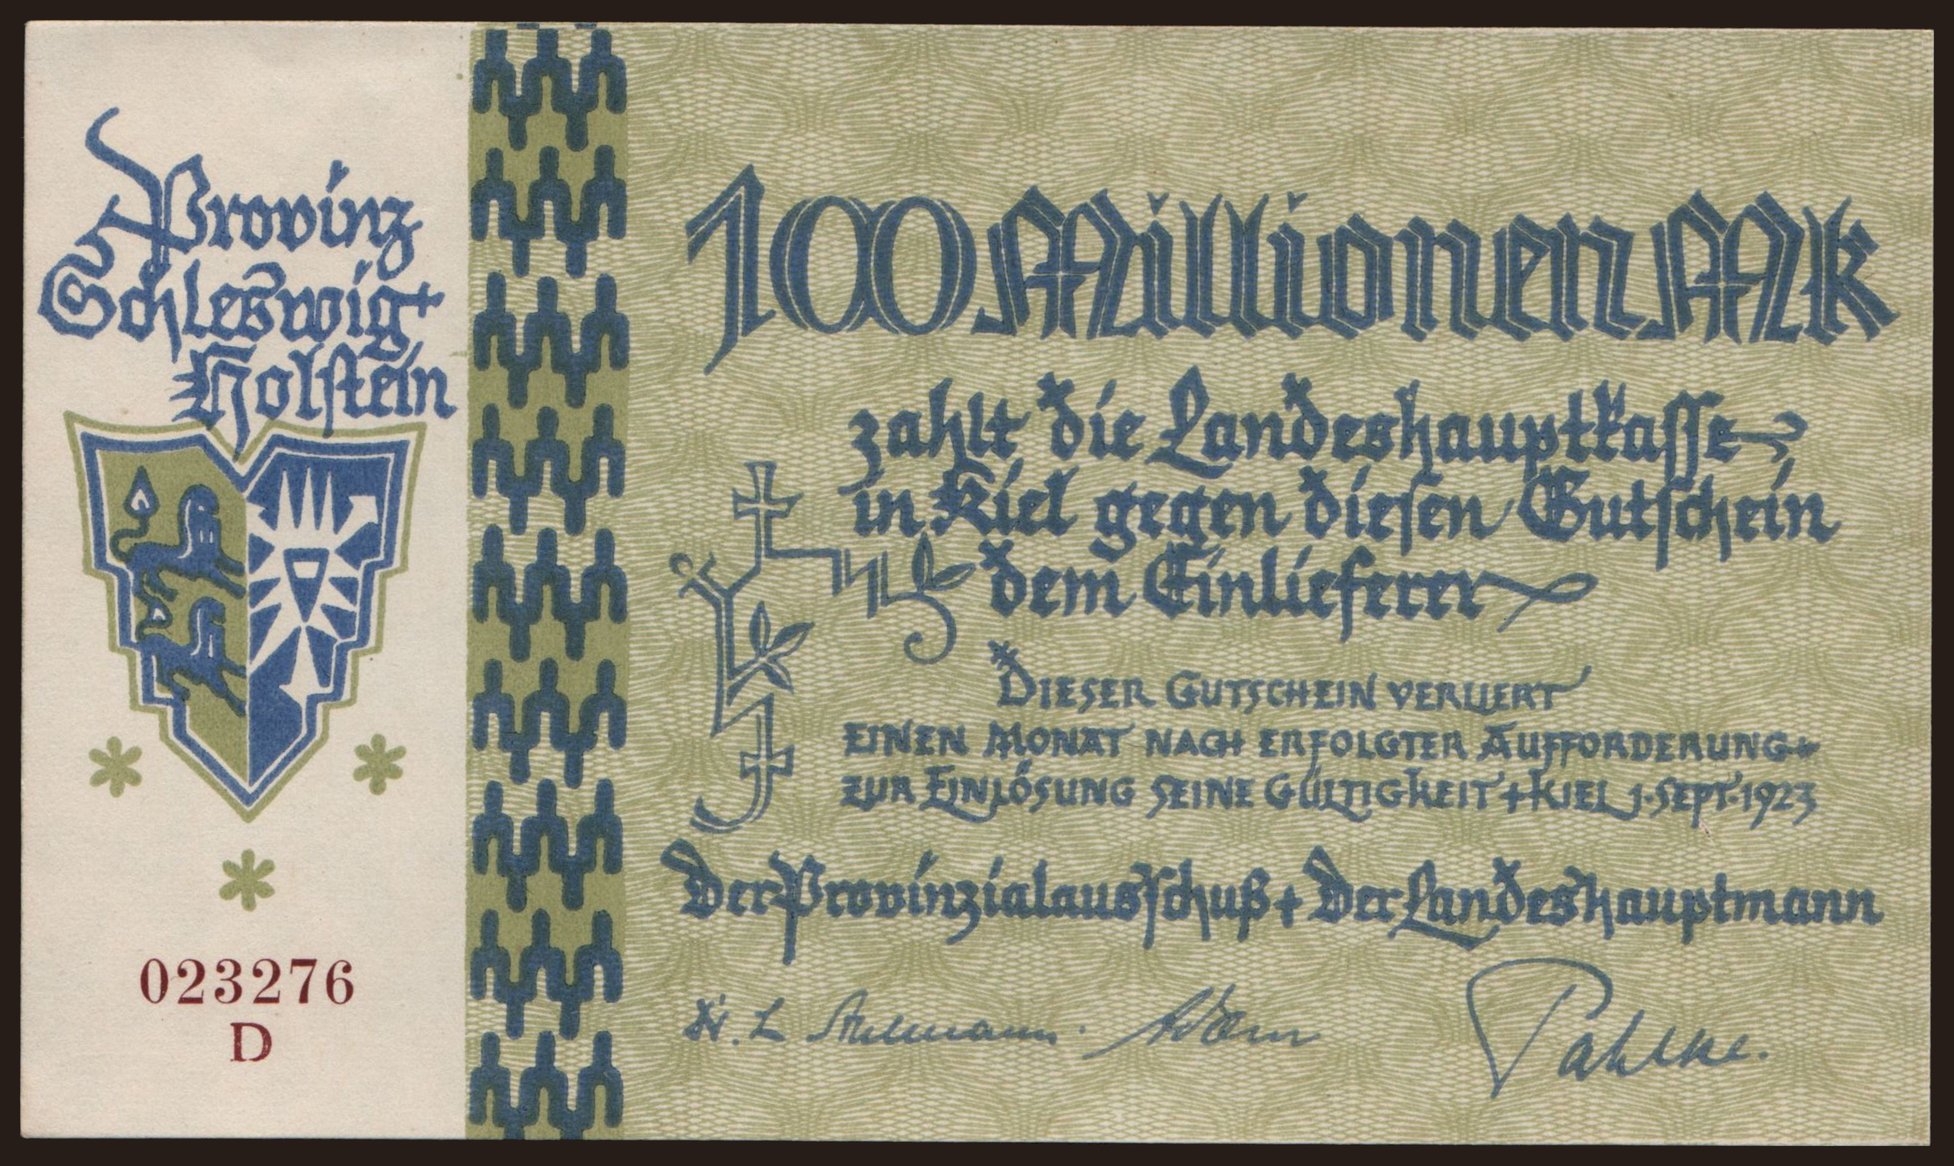 Provinz
Schleswig-
Holstein
023276
D
100 Millionen Mk
zahlt die Landeshauptkasse
in Kiel gegen diesen Gutschein
dem Einlieferer
Dieser Gutschein verliert
einen Monat nach erfolgter Aufforderung
zur Einlösung seine Gültigkeit + Kiel 1. Sept. 1923
Der Provinzialausschuß + Der Landeshauptmann
Pahlke.